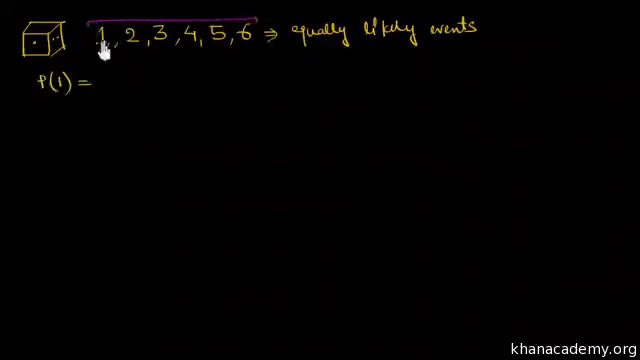 1, 2, 3, 4, 5, 6 ⇒ equally likely events
P(1) =
khanacademy.org